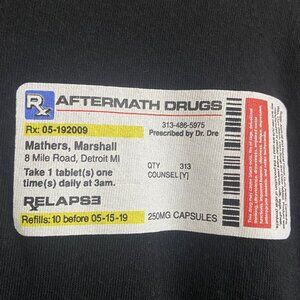 Rx AFTERMATH DRUGS
313-486-5975
Rx: 05-192009
Prescribed by Dr. Dre
Mathers, Marshall
8 Mile Road, Detroit MI
Take 1 tablet(s) one
time(s) daily at 3am.
QTY 313
COUNSEL [Y]
RELAPS3
Rx
Refills: 10 before 05-15-19
250MG CAPSULES